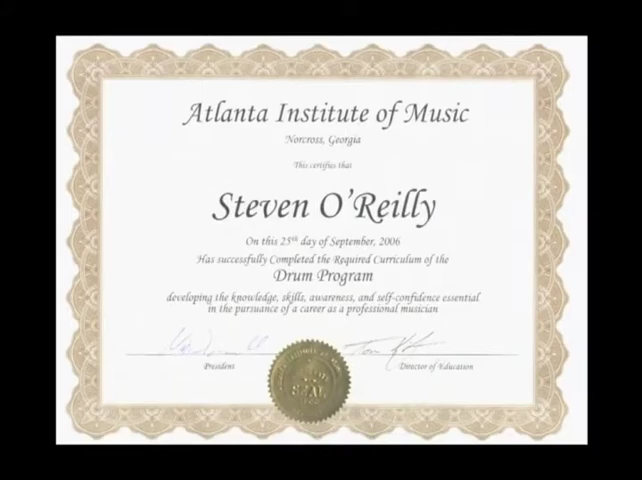 Atlanta Institute of Music
Norcross, Georgia
This certifies that
Steven O'Reilly
On this 25th day of September, 2006
Has successfully Completed the Required Curriculum of the
Drum Program
developing the knowledge, skills, awareness, and self-confidence essential
in the pursuance of a career as a professional musician
President
Director of Education
SEAL